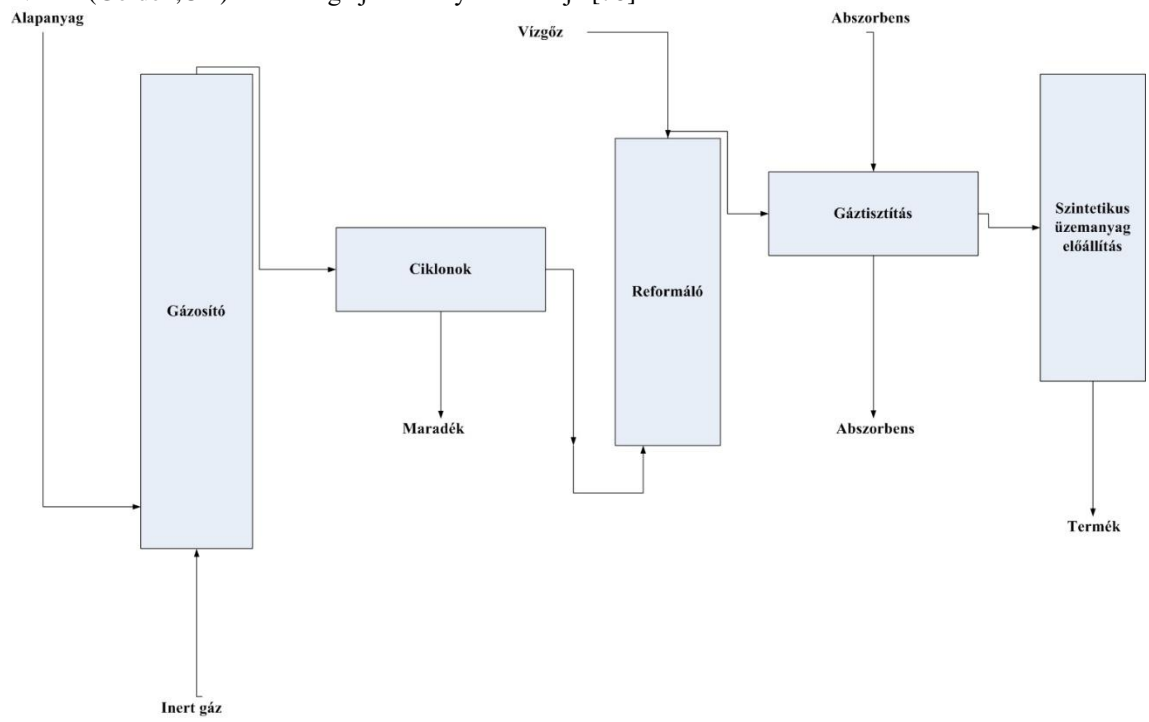 Alapanyag
Vízgőz
Abszorbens
Gázosító
Ciklonok
Maradék
Reformáló
Gáztisztítás
Abszorbens
Szintetikus
üzemanyag
előállítás
Termék
Inert gáz